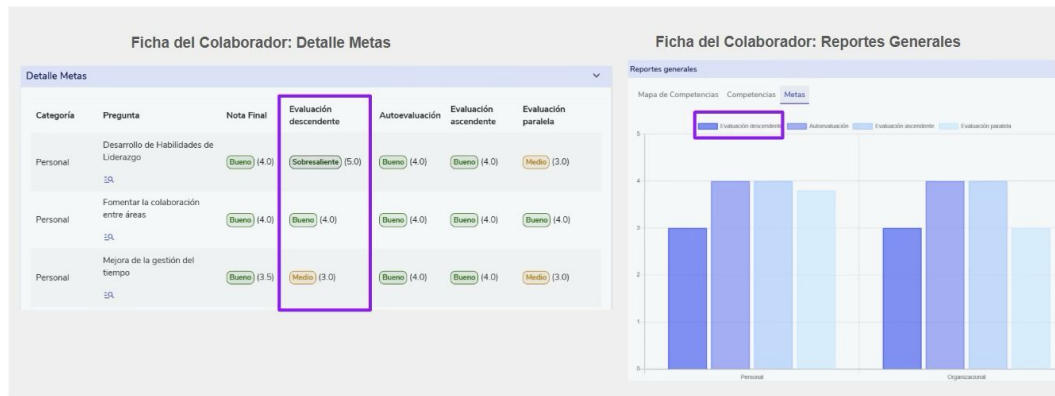 Ficha del Colaborador: Detalle Metas
Detalle Metas
Categoría Pregunta Nota Final Evaluación descendente Autoevaluación Evaluación ascendente Evaluación paralela
Personal Desarrollo de Habilidades de Liderazgo Bueno (4.0) Sobresaliente (5.0) Bueno (4.0) Bueno (4.0) Medio (3.0)
Personal Fomentar la colaboración entre áreas Bueno (4.0) Bueno (4.0) Bueno (4.0) Bueno (4.0) Bueno (4.0)
Personal Mejora de la gestión del tiempo Bueno (3.5) Medio (3.0) Bueno (4.0) Bueno (4.0) Medio (3.0)
Ficha del Colaborador: Reportes Generales
Reportes generales
Mapa de Competencias Competencias Metas
Evaluación descendente Autoevaluación Evaluación ascendente Evaluación paralela
5
4
3
2
1
0
Personal Organizacional